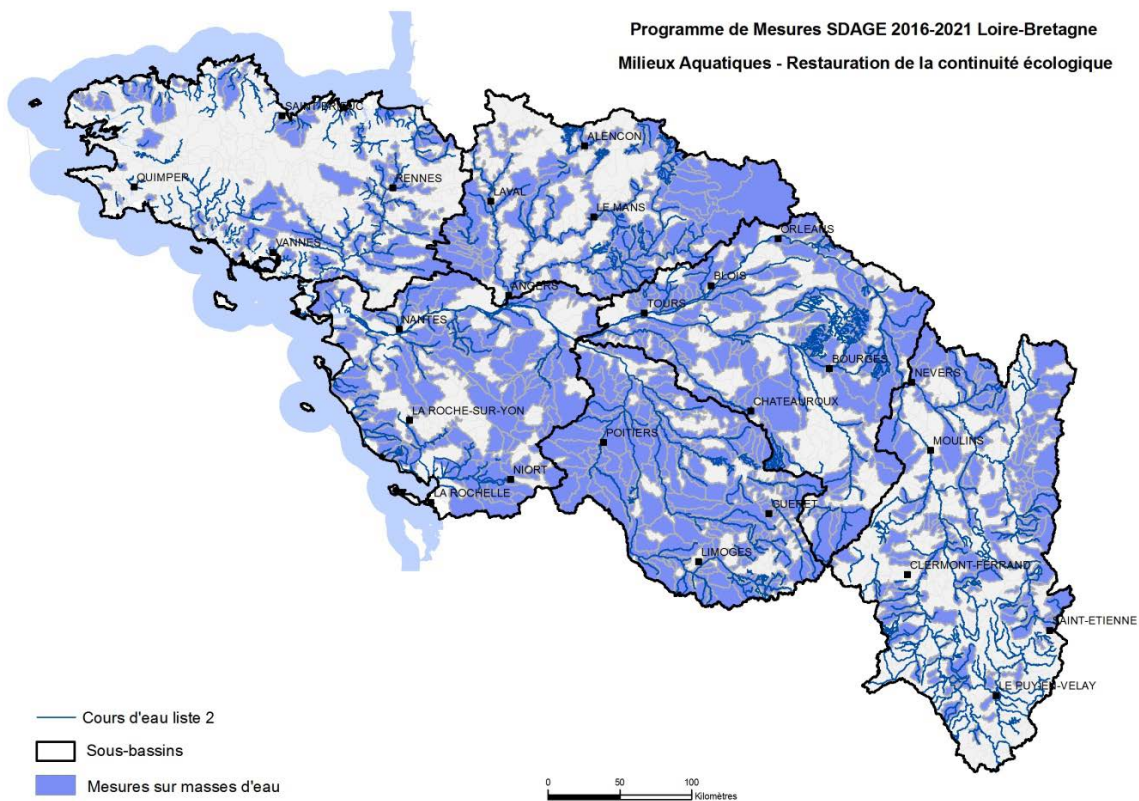 Programme de Mesures SDAGE 2016-2021 Loire-Bretagne
Milieux Aquatiques - Restauration de la continuité écologique
SAINT-BRIEUC
ALENCON
QUIMPER
RENNES
LAVAL
LE MANS
ORLEANS
VANNES
BLOIS
ANGERS
TOURS
NANTES
BOURGES
NEVERS
CHATEAUROUX
LA ROCHE-SUR-YON
POITIERS
MOULINS
NIORT
LA ROCHELLE
GUERET
LIMOGES
CLERMONT-FERRAND
SAINT-ETIENNE
LE PUY-EN-VELAY
Cours d'eau liste 2
Sous-bassins
Mesures sur masses d'eau
0 50 100
Kilomètres